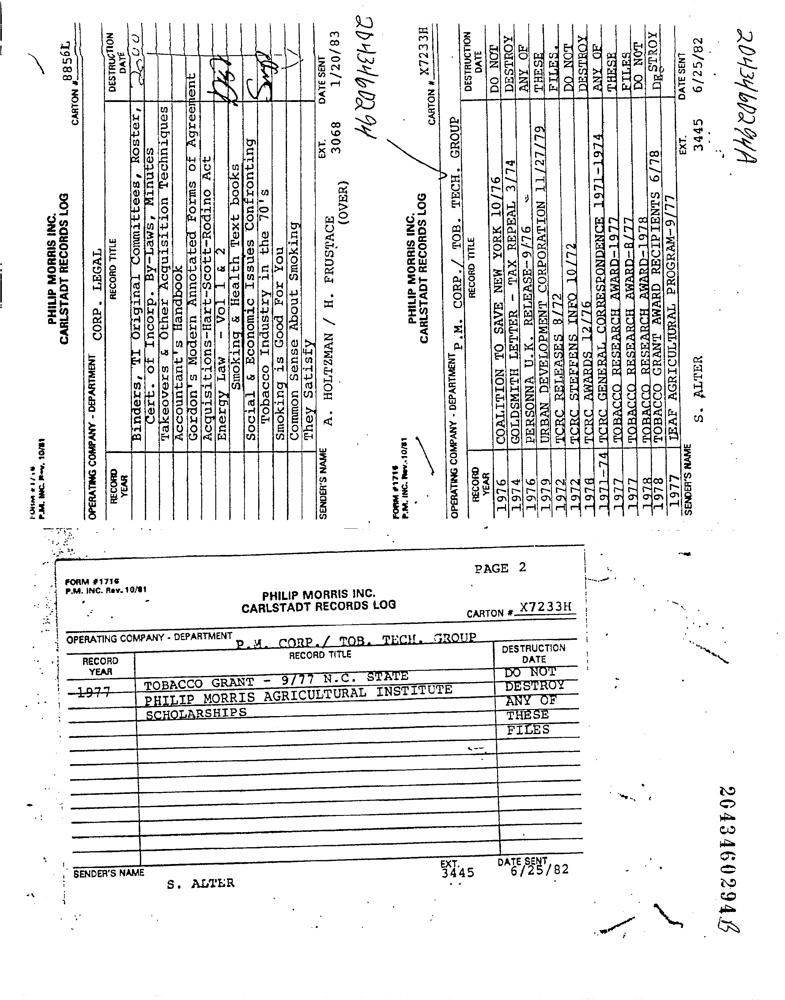 FORM #1716
P.M. INC. Rev. 10/81
PHILIP MORRIS INC.
CARLSTADT RECORDS LOG
CARTON # 8856L
OPERATING COMPANY - DEPARTMENT CORP. LEGAL
RECORD YEAR RECORD TITLE DESTRUCTION DATE
Binders, TI Original Committees, Roster, 2000
Cert. of Incorp. By-Laws, Minutes
Takeovers & Other Acquisition Techniques
Accountant's Handbook
Gordon's Modern Annotated Forms of Agreement
Acquisitions-Hart-Scott-Rodino Act
Energy Law - Vol 1 & 2
Smoking & Health Text books
Social & Economic Issues Confronting
Tobacco Industry in the 70's
Smoking is Good For You
Common Sense About Smoking
They Satisfy
SENDER'S NAME A. HOLTZMAN / H. FRUSTACE EXT. 3068 DATE SENT 1/20/83
(OVER)
2043460294
FORM #1716
P.M. INC. Rev. 10/81
PHILIP MORRIS INC.
CARLSTADT RECORDS LOG
CARTON # X7233H
OPERATING COMPANY - DEPARTMENT P.M. CORP./ TOB. TECH. GROUP
RECORD YEAR RECORD TITLE DESTRUCTION DATE
1976 COALITION TO SAVE NEW YORK 10/76 DO NOT
1974 GOLDSMITH LETTER - TAX REPEAL 3/74 DESTROY
1976 PERSONNA U.K. RELEASE-9/76 ANY OF
1979 URBAN DEVELOPMENT CORPORATION 11/27/79 THESE
1972 TCRC RELEASES 8/72 FILES.
1972 TCRC STEFFENS INFO 10/72 DO NOT
1976 TCRC AWARDS 12/76 DESTROY
1971-74 TCRC GENERAL CORRESPONDENCE 1971-1974 ANY OF
1977 TOBACCO RESEARCH AWARD-1977 THESE
1977 TOBACCO RESEARCH AWARD-8/77 FILES
1978 TOBACCO RESEARCH AWARD-1978 DO NOT
1978 TOBACCO GRANT AWARD RECIPIENTS 6/78 DESTROY
1977 LEAF AGRICULTURAL PROGRAM-9/77
SENDER'S NAME S. ALTER EXT. 3445 DATE SENT 6/25/82
2043460294A
PAGE 2
FORM #1716
P.M. INC. Rev. 10/81
PHILIP MORRIS INC.
CARLSTADT RECORDS LOG
CARTON # X7233H
OPERATING COMPANY - DEPARTMENT P.M. CORP./ TOB. TECH. GROUP
RECORD YEAR RECORD TITLE DESTRUCTION DATE
1977 TOBACCO GRANT - 9/77 N.C. STATE DO NOT
PHILIP MORRIS AGRICULTURAL INSTITUTE DESTROY
SCHOLARSHIPS ANY OF
THESE
FILES
SENDER'S NAME S. ALTER EXT. 3445 DATE SENT 6/25/82
2043460294B